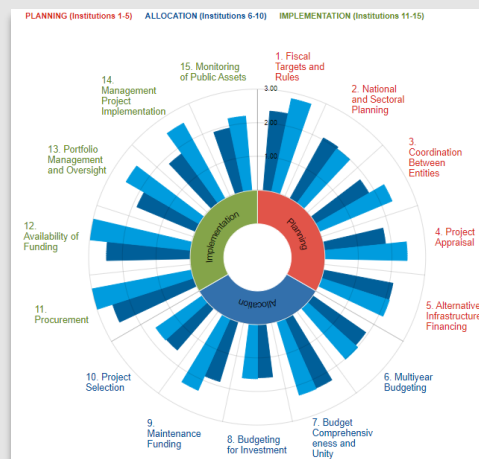 PLANNING (Institutions 1-5) ALLOCATION (Institutions 6-10) IMPLEMENTATION (Institutions 11-15)
1. Fiscal
Targets and
Rules
2. National
and Sectoral
Planning
3.
Coordination
Between
Entities
4. Project
Appraisal
5. Alternative
Infrastructure
Financing
6. Multiyear
Budgeting
7. Budget
Comprehensiv
eness and
Unity
8. Budgeting
for Investment
9.
Maintenance
Funding
10. Project
Selection
11.
Procurement
12.
Availability of
Funding
13. Portfolio
Management
and Oversight
14.
Management
Project
Implementation
15. Monitoring
of Public Assets
3.00
2.00
1.00
Implementation
Planning
Allocation